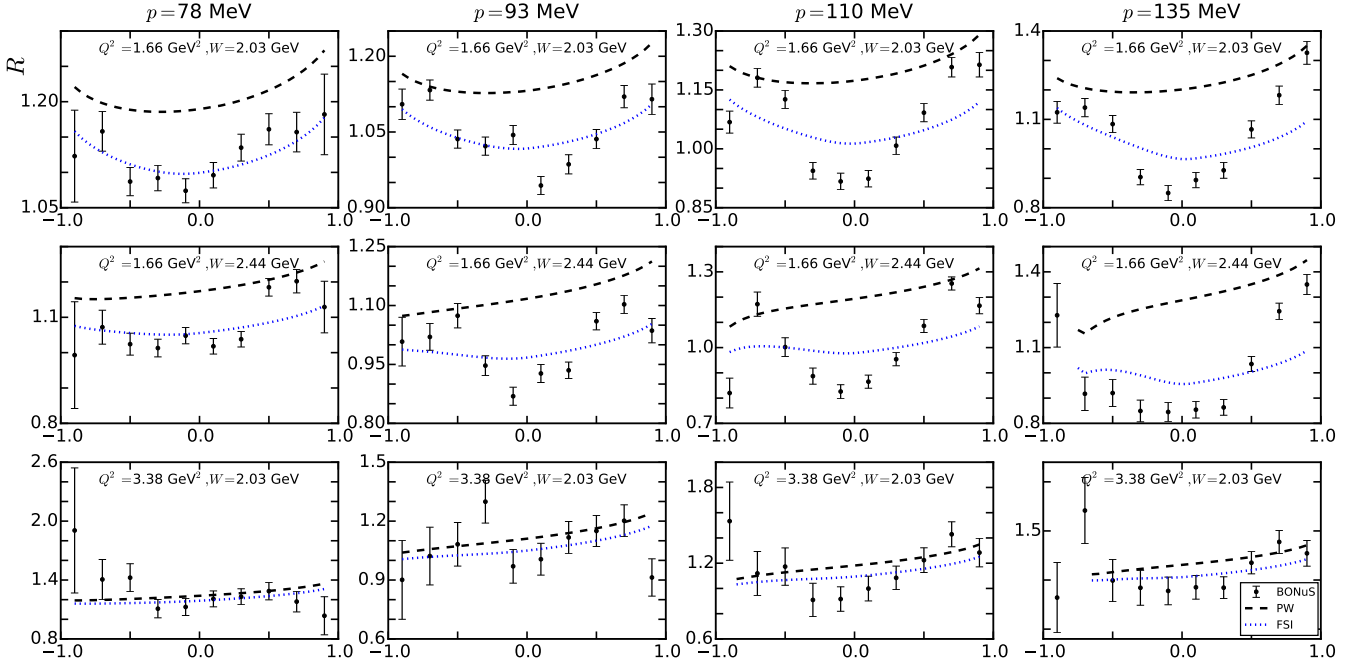 p=78 MeV
p=93 MeV
p=110 MeV
p=135 MeV
R
Q² =1.66 GeV² ,W=2.03 GeV
1.20
1.05
−1.0 0.0 1.0
Q² =1.66 GeV² ,W=2.03 GeV
1.20
1.05
0.90
−1.0 0.0 1.0
Q² =1.66 GeV² ,W=2.03 GeV
1.30
1.15
1.00
0.85
−1.0 0.0 1.0
Q² =1.66 GeV² ,W=2.03 GeV
1.4
1.1
0.8
−1.0 0.0 1.0
Q² =1.66 GeV² ,W=2.44 GeV
1.1
0.8
−1.0 0.0 1.0
Q² =1.66 GeV² ,W=2.44 GeV
1.25
1.10
0.95
0.80
−1.0 0.0 1.0
Q² =1.66 GeV² ,W=2.44 GeV
1.3
1.0
0.7
−1.0 0.0 1.0
Q² =1.66 GeV² ,W=2.44 GeV
1.4
1.1
0.8
−1.0 0.0 1.0
Q² =3.38 GeV² ,W=2.03 GeV
2.6
2.0
1.4
0.8
−1.0 0.0 1.0
Q² =3.38 GeV² ,W=2.03 GeV
1.5
1.2
0.9
0.6
−1.0 0.0 1.0
Q² =3.38 GeV² ,W=2.03 GeV
1.8
1.2
0.6
−1.0 0.0 1.0
Q² =3.38 GeV² ,W=2.03 GeV
1.5
−1.0 0.0 1.0
BONuS
PW
FSI